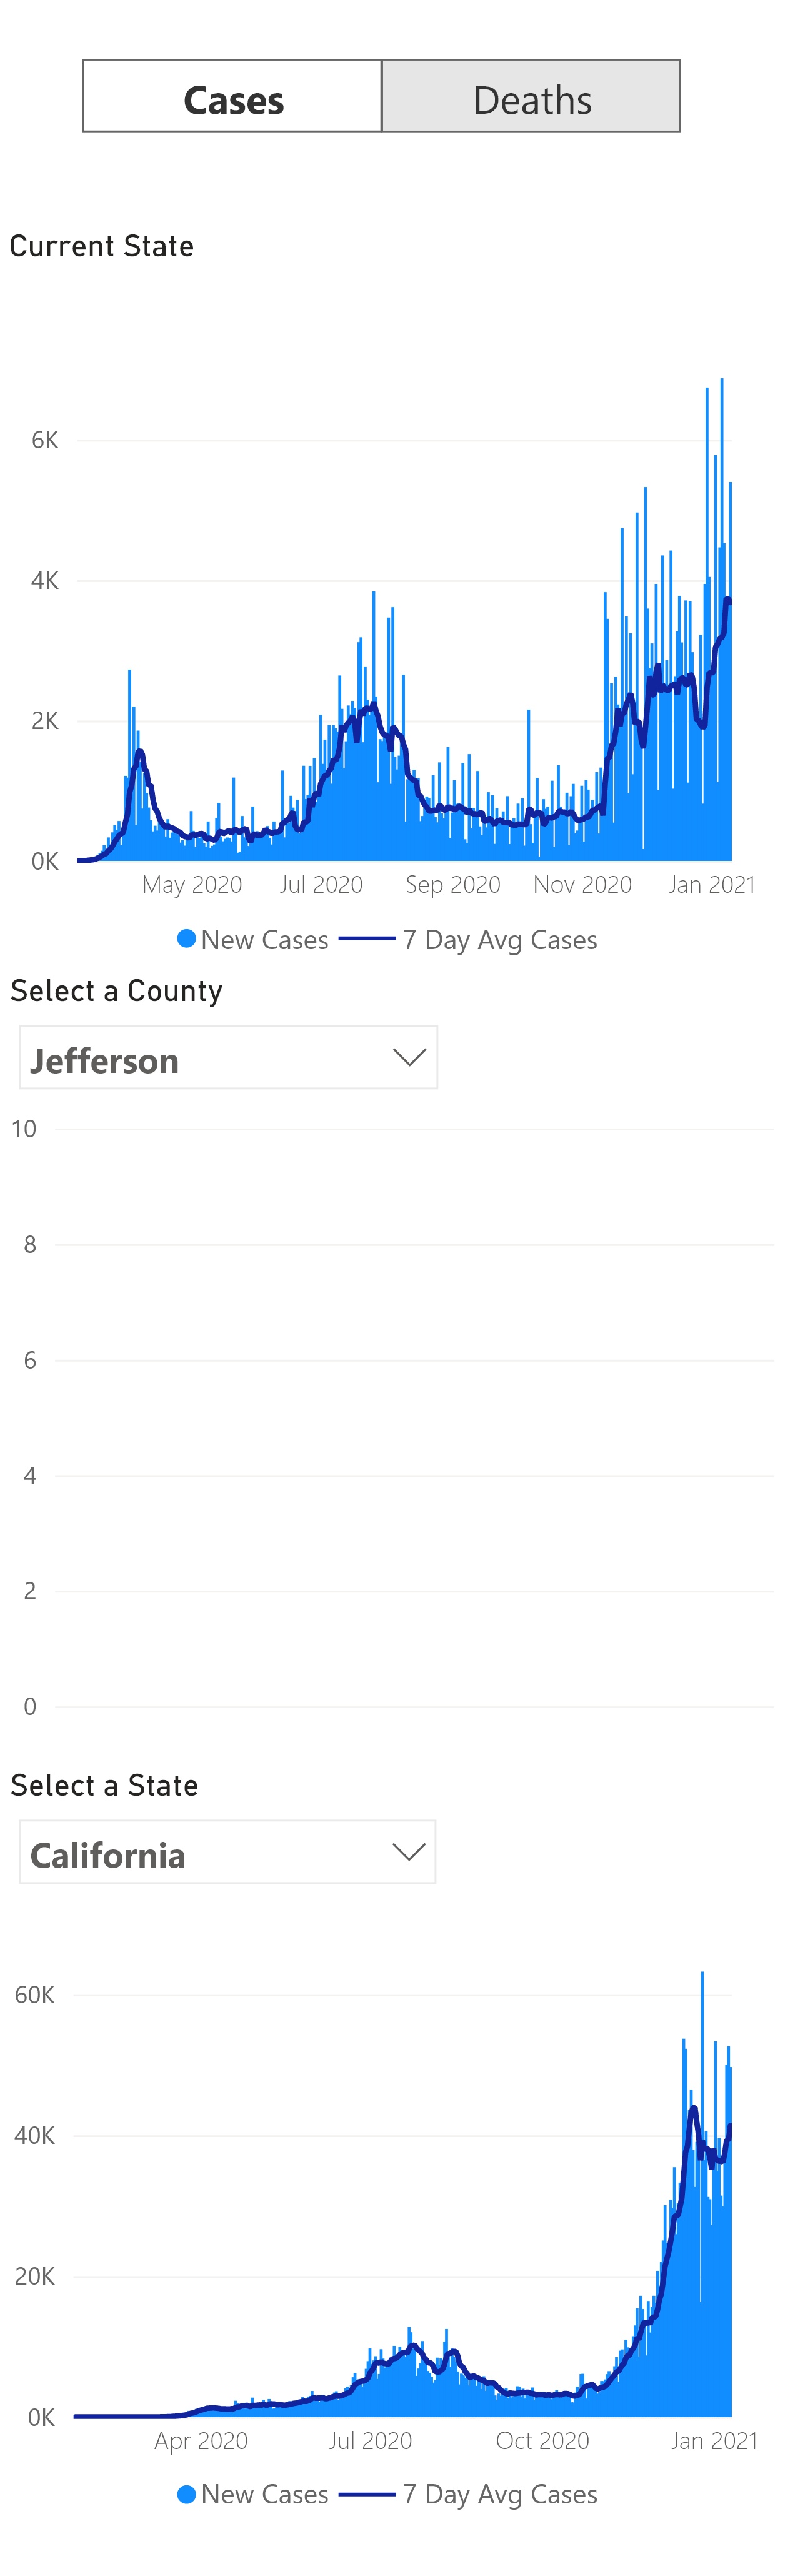 Cases Deaths
Current State
6K
4K
2K
0K
May 2020 Jul 2020 Sep 2020 Nov 2020 Jan 2021
New Cases 7 Day Avg Cases
Select a County
Jefferson
10
8
6
4
2
0
Select a State
California
60K
40K
20K
0K
Apr 2020 Jul 2020 Oct 2020 Jan 2021
New Cases 7 Day Avg Cases